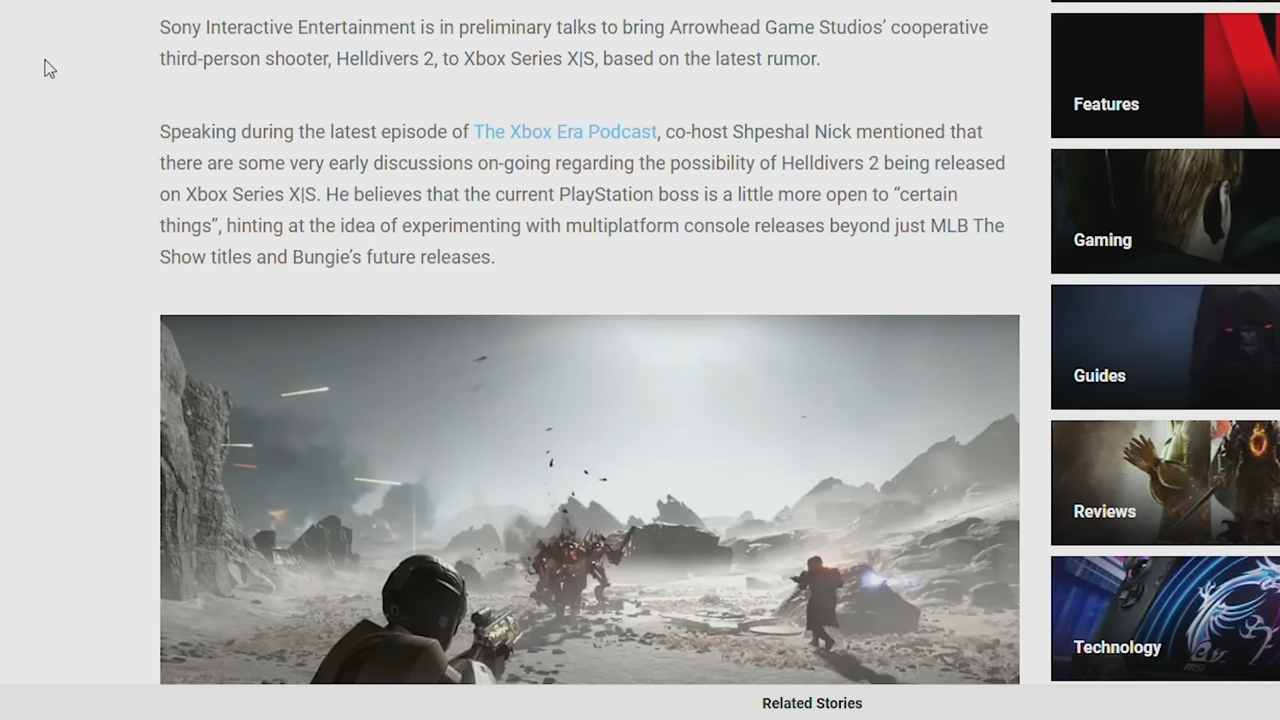 Sony Interactive Entertainment is in preliminary talks to bring Arrowhead Game Studios’ cooperative
third-person shooter, Helldivers 2, to Xbox Series X|S, based on the latest rumor.
Speaking during the latest episode of The Xbox Era Podcast, co-host Shpeshal Nick mentioned that
there are some very early discussions on-going regarding the possibility of Helldivers 2 being released
on Xbox Series X|S. He believes that the current PlayStation boss is a little more open to “certain
things”, hinting at the idea of experimenting with multiplatform console releases beyond just MLB The
Show titles and Bungie’s future releases.
Features
Gaming
Guides
Reviews
Technology
msi
Related Stories